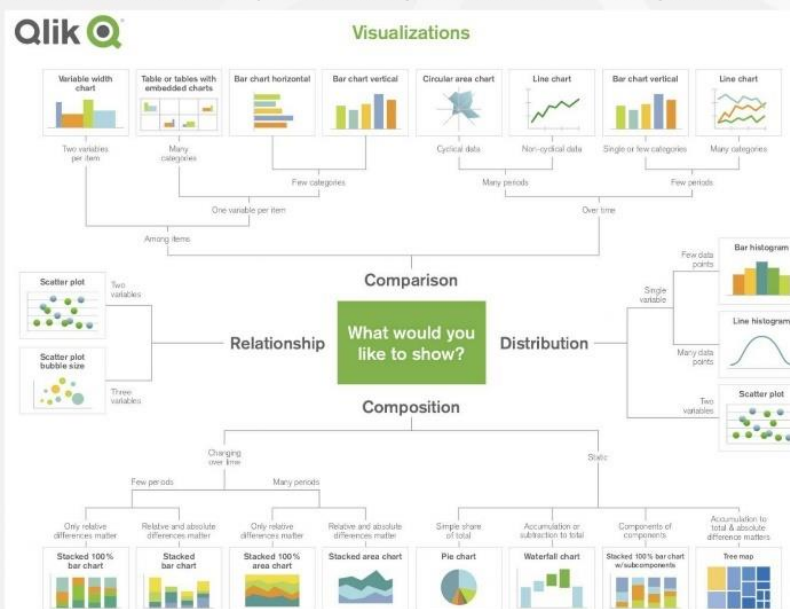 Qlik
Visualizations
Variable width
chart
Table or tables with
embedded charts
Bar chart horizontal
Bar chart vertical
Circular area chart
Line chart
Bar chart vertical
Line chart
Two variables
per item
Many
categories
Cyclical data
Non-cyclical data
Single or few categories
Many categories
Few categories
Many periods
Few periods
One variable per item
Over time
Among items
Comparison
Scatter plot
Two
variables
Scatter plot
bubble size
Three
variables
Relationship
What would you
like to show?
Distribution
Single
variable
Few data
points
Bar histogram
Many data
points
Line histogram
Two
variables
Scatter plot
Composition
Changing
over time
Static
Few periods
Many periods
Only relative
differences matter
Relative and absolute
differences matter
Only relative
differences matter
Relative and absolute
differences matter
Simple share
of total
Accumulation or
subtraction to total
Components of
components
Accumulation to
total & absolute
difference matters
Stacked 100%
bar chart
Stacked
bar chart
Stacked 100%
area chart
Stacked area chart
Pie chart
Waterfall chart
Stacked 100% bar chart
w/subcomponents
Tree map